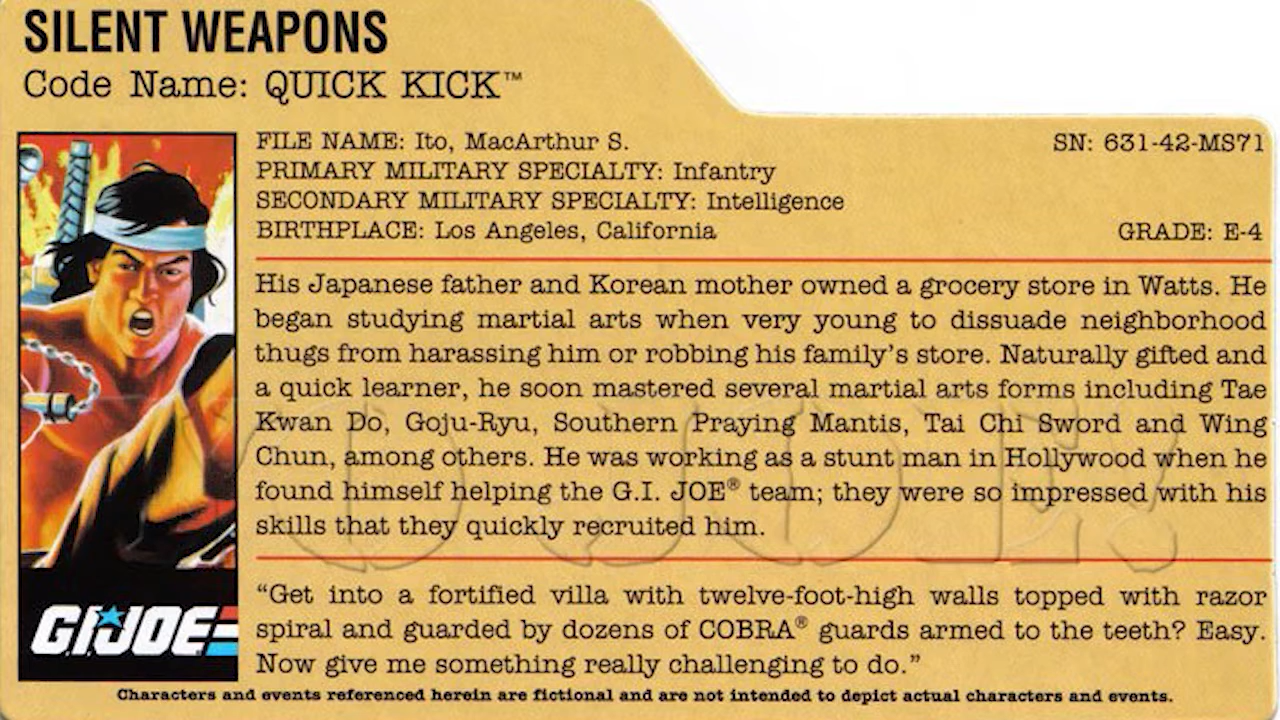 SILENT WEAPONS
Code Name: QUICK KICK™
FILE NAME: Ito, MacArthur S.
SN: 631-42-MS71
PRIMARY MILITARY SPECIALTY: Infantry
SECONDARY MILITARY SPECIALTY: Intelligence
BIRTHPLACE: Los Angeles, California
GRADE: E-4
His Japanese father and Korean mother owned a grocery store in Watts. He
began studying martial arts when very young to dissuade neighborhood
thugs from harassing him or robbing his family's store. Naturally gifted and
a quick learner, he soon mastered several martial arts forms including Tae
Kwan Do, Goju-Ryu, Southern Praying Mantis, Tai Chi Sword and Wing
Chun, among others. He was working as a stunt man in Hollywood when he
found himself helping the G.I. JOE® team; they were so impressed with his
skills that they quickly recruited him.
"Get into a fortified villa with twelve-foot-high walls topped with razor
spiral and guarded by dozens of COBRA® guards armed to the teeth? Easy.
Now give me something really challenging to do."
G.I. JOE
Characters and events referenced herein are fictional and are not intended to depict actual characters and events.
YO JOE!